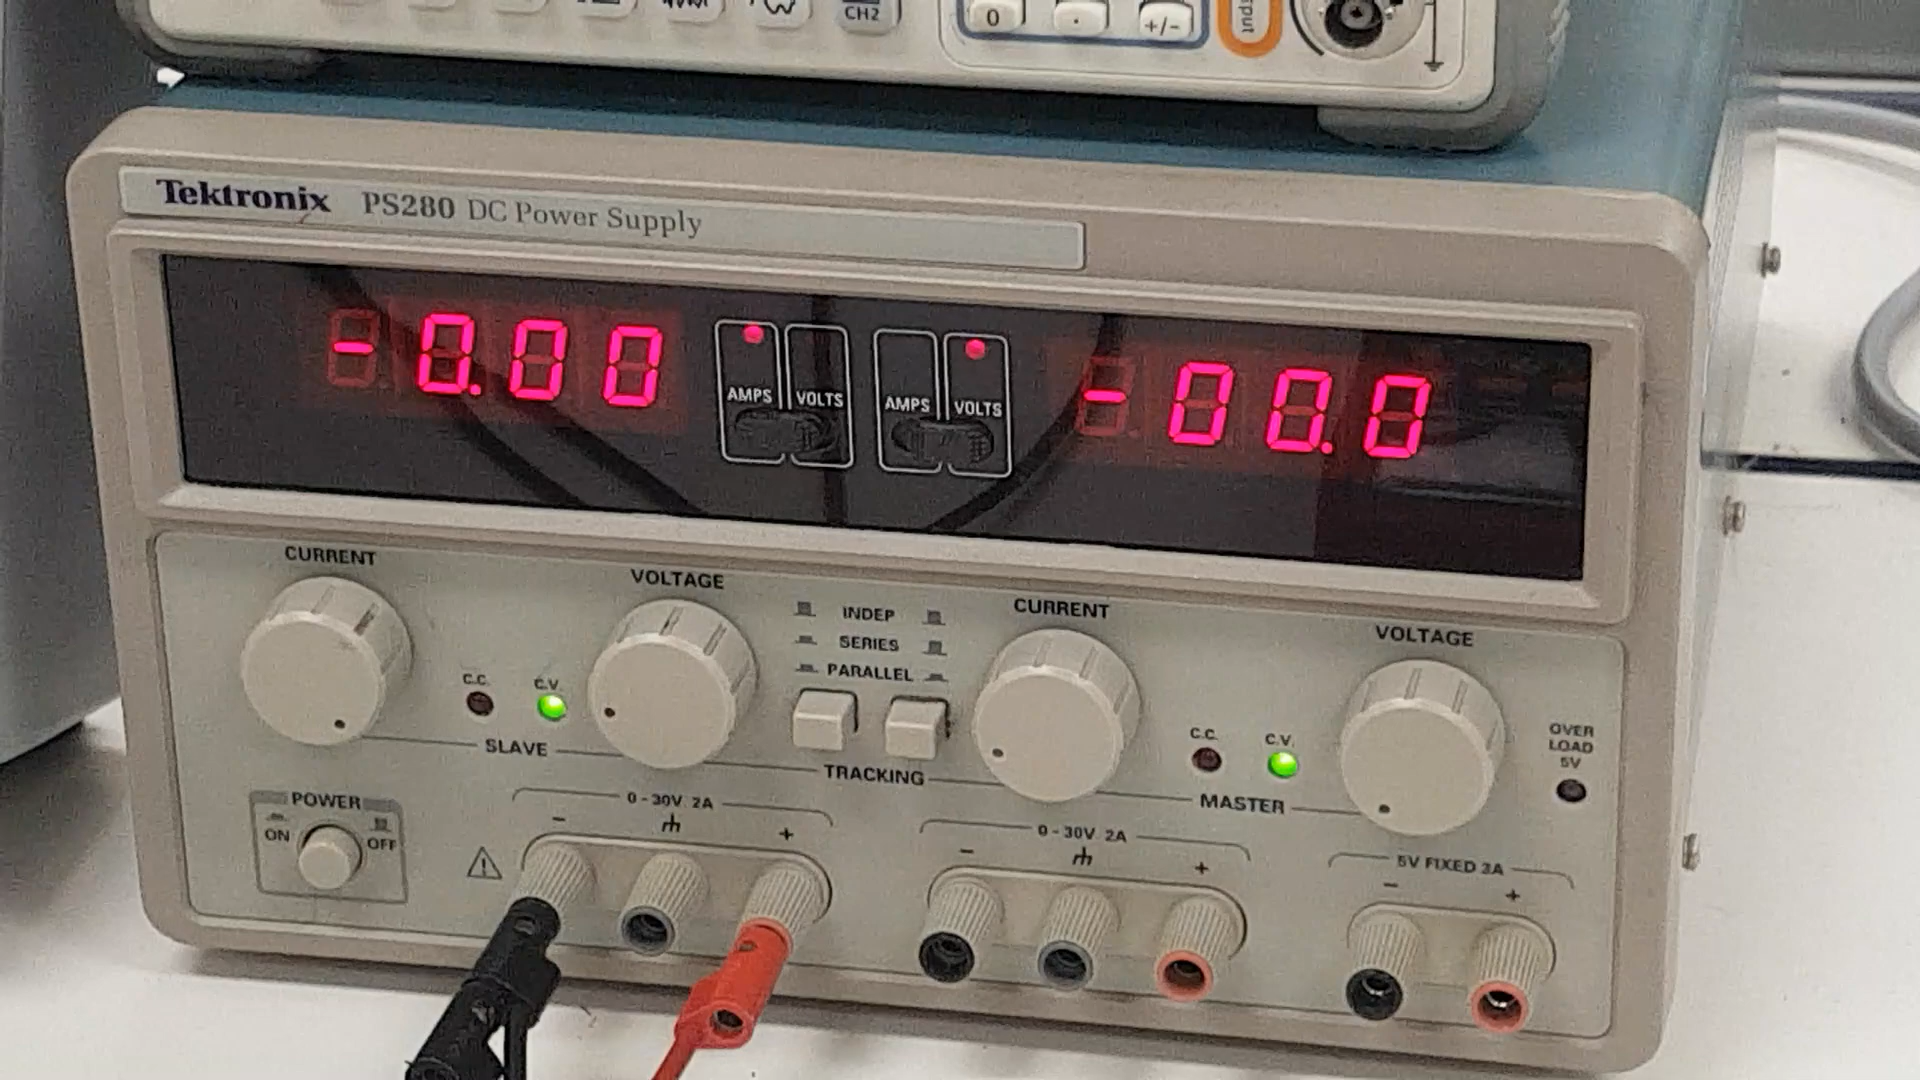 CH2
0
.
+/-
put
Tektronix PS280 DC Power Supply
-0.00
AMPS VOLTS
AMPS VOLTS
-00.0
CURRENT
VOLTAGE
INDEP
SERIES
PARALLEL
CURRENT
VOLTAGE
C.C.
C.V.
SLAVE
TRACKING
C.C.
C.V.
MASTER
OVER
LOAD
5V
POWER
ON
OFF
0-30V 2A
-
+
0-30V 2A
-
+
5V FIXED 3A
-
+